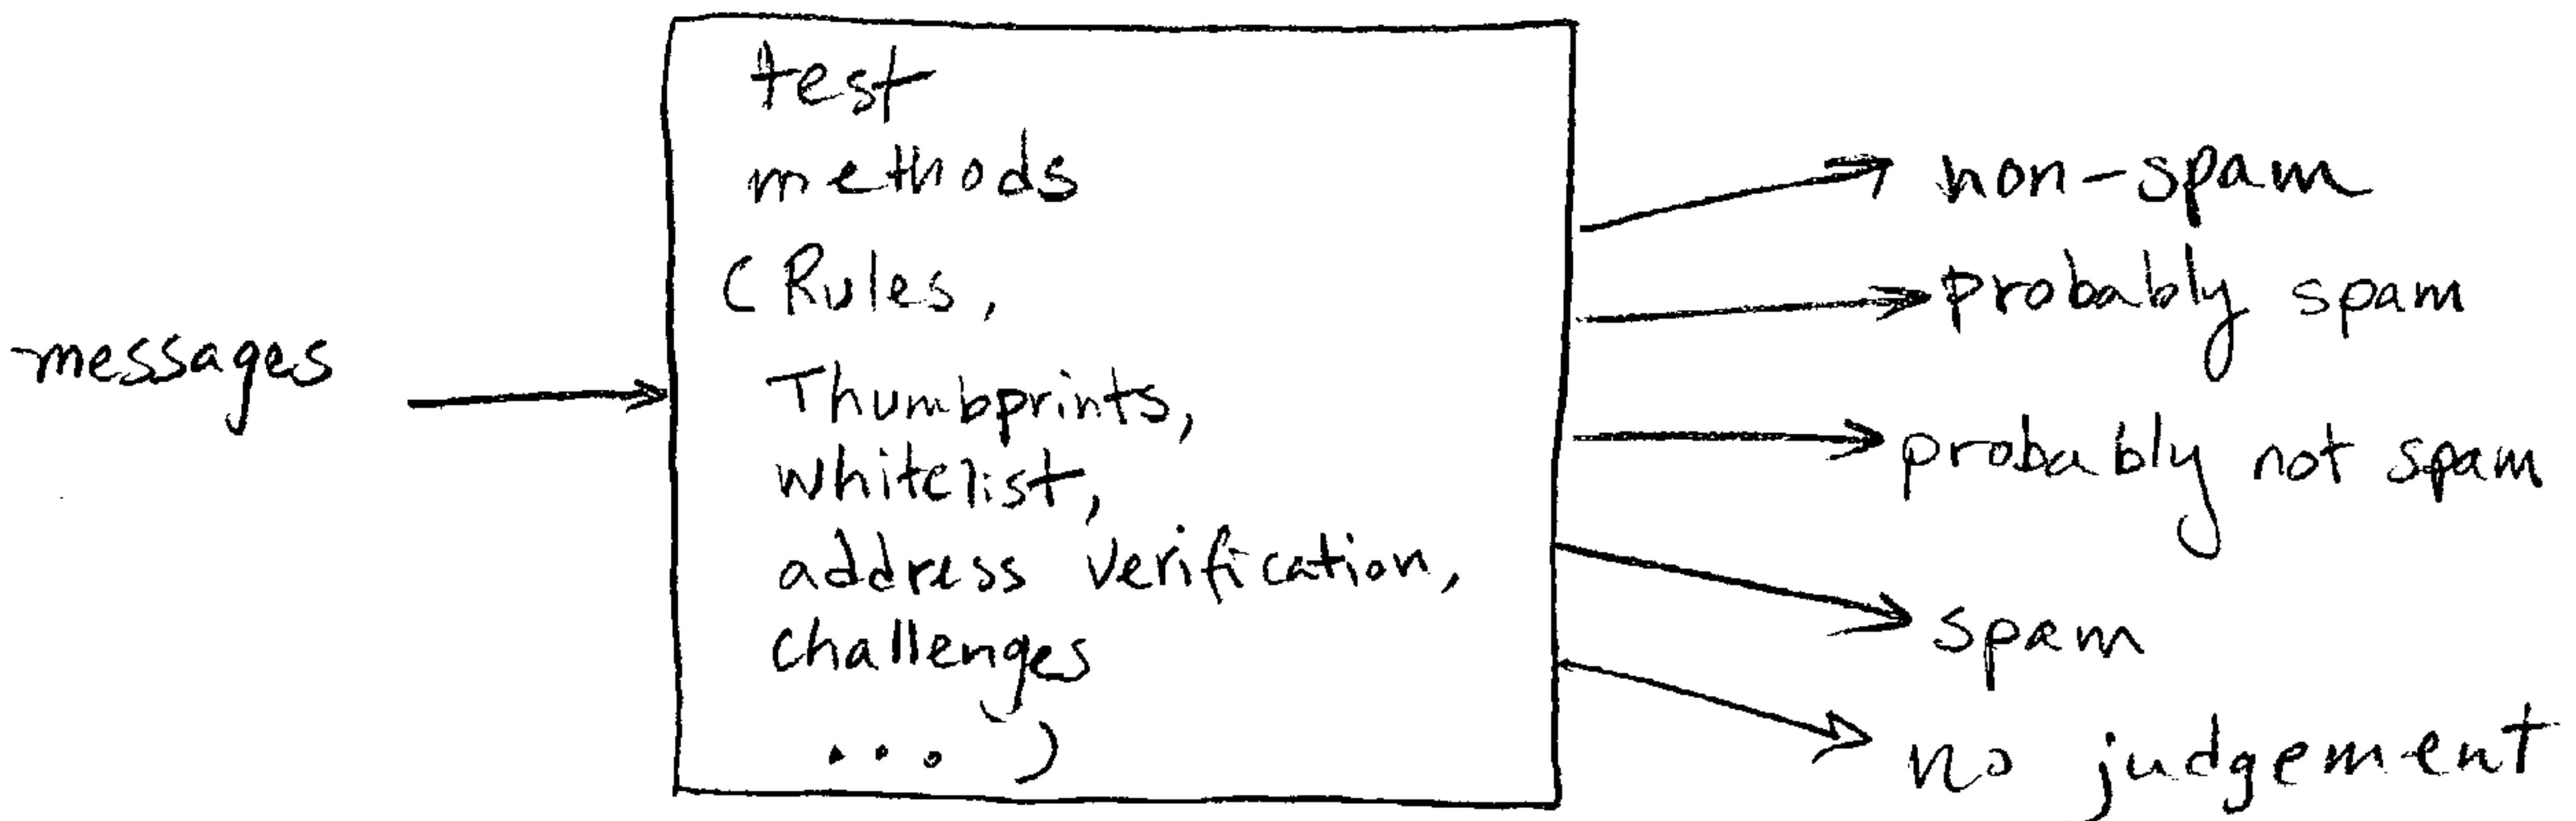 messages
test
methods
(Rules,
Thumbprints,
whitelist,
address verification,
challenges
...)
non-spam
probably spam
probably not spam
spam
no judgement